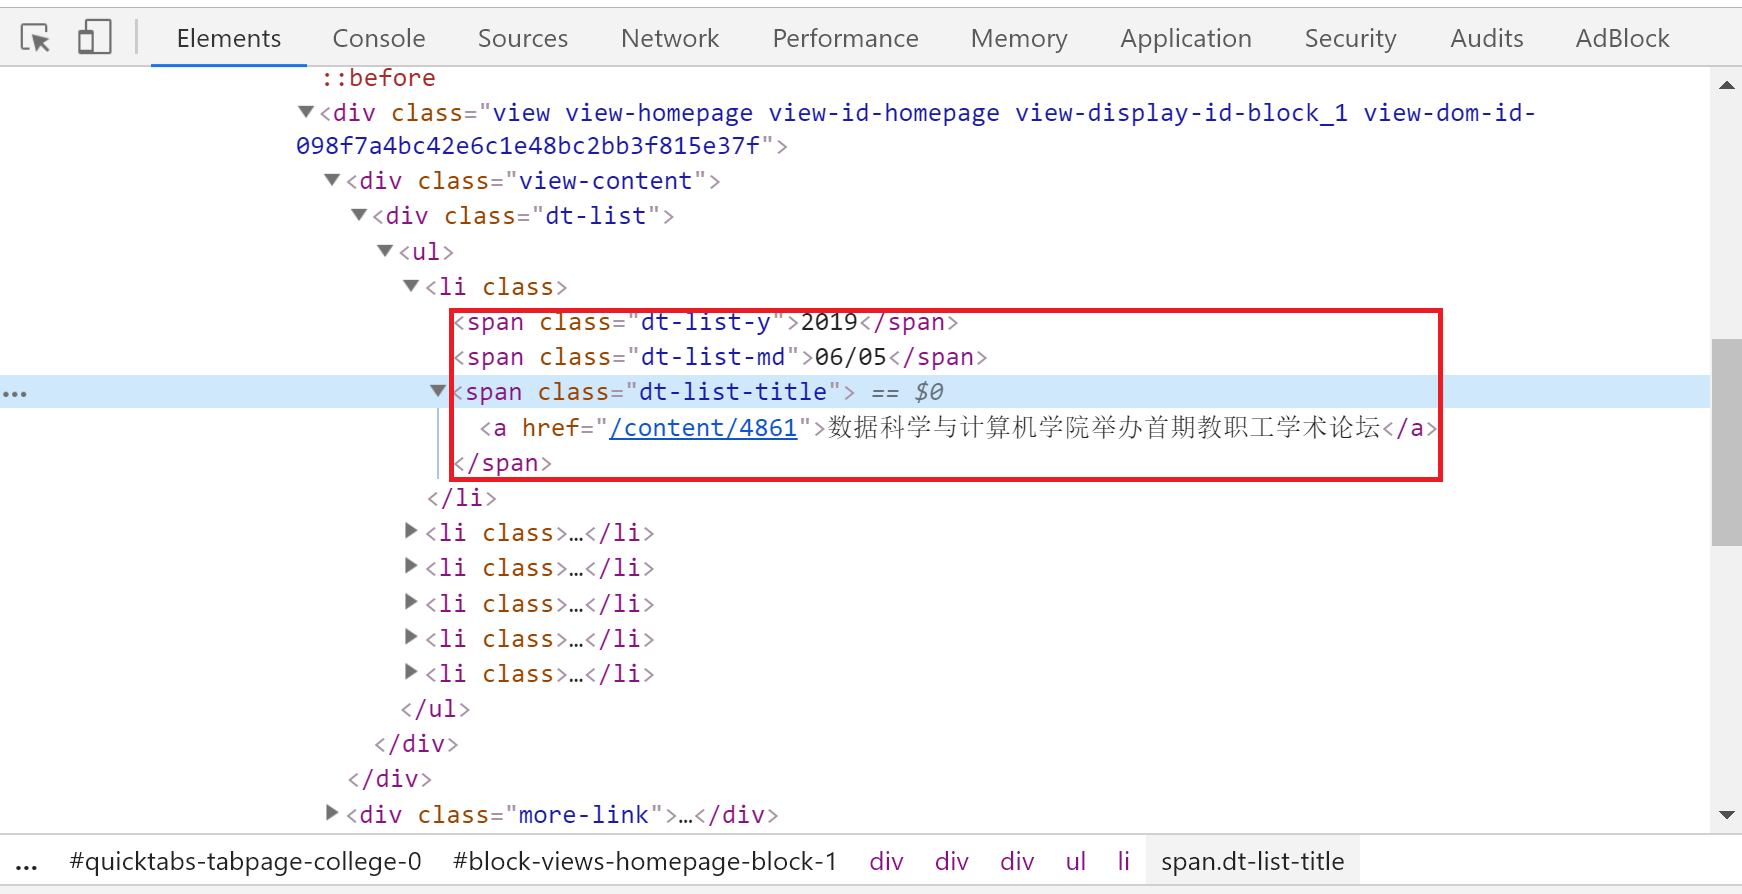 Elements Console Sources Network Performance Memory Application Security Audits AdBlock
::before
<div class="view view-homepage view-id-homepage view-display-id-block_1 view-dom-id-
098f7a4bc42e6c1e48bc2bb3f815e37f">
<div class="view-content">
<div class="dt-list">
<ul>
<li class>
<span class="dt-list-y">2019</span>
<span class="dt-list-md">06/05</span>
... <span class="dt-list-title"> == $0
<a href="/content/4861">数据科学与计算机学院举办首期教职工学术论坛</a>
</span>
</li>
<li class>…</li>
<li class>…</li>
<li class>…</li>
<li class>…</li>
<li class>…</li>
</ul>
</div>
</div>
<div class="more-link">…</div>
... #quicktabs-tabpage-college-0 #block-views-homepage-block-1 div div div ul li span.dt-list-title